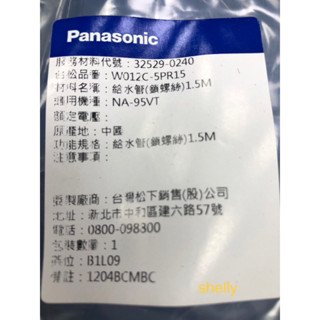 Panasonic
服務材料代號：32529-0240
台松品番：W012C-5PR15
材料名稱：給水管(鎖螺絲)1.5M
適用機種：NA-95VT
額定電壓：
原產地：中國
功能規格：給水管(鎖螺絲)1.5M
注意事項：
委製廠商：台灣松下銷售(股)公司
地址：新北市中和區建六路57號
電話：0800-098300
包裝數量：1
庫位：B1L09
備註：1204BCMBC
shelly